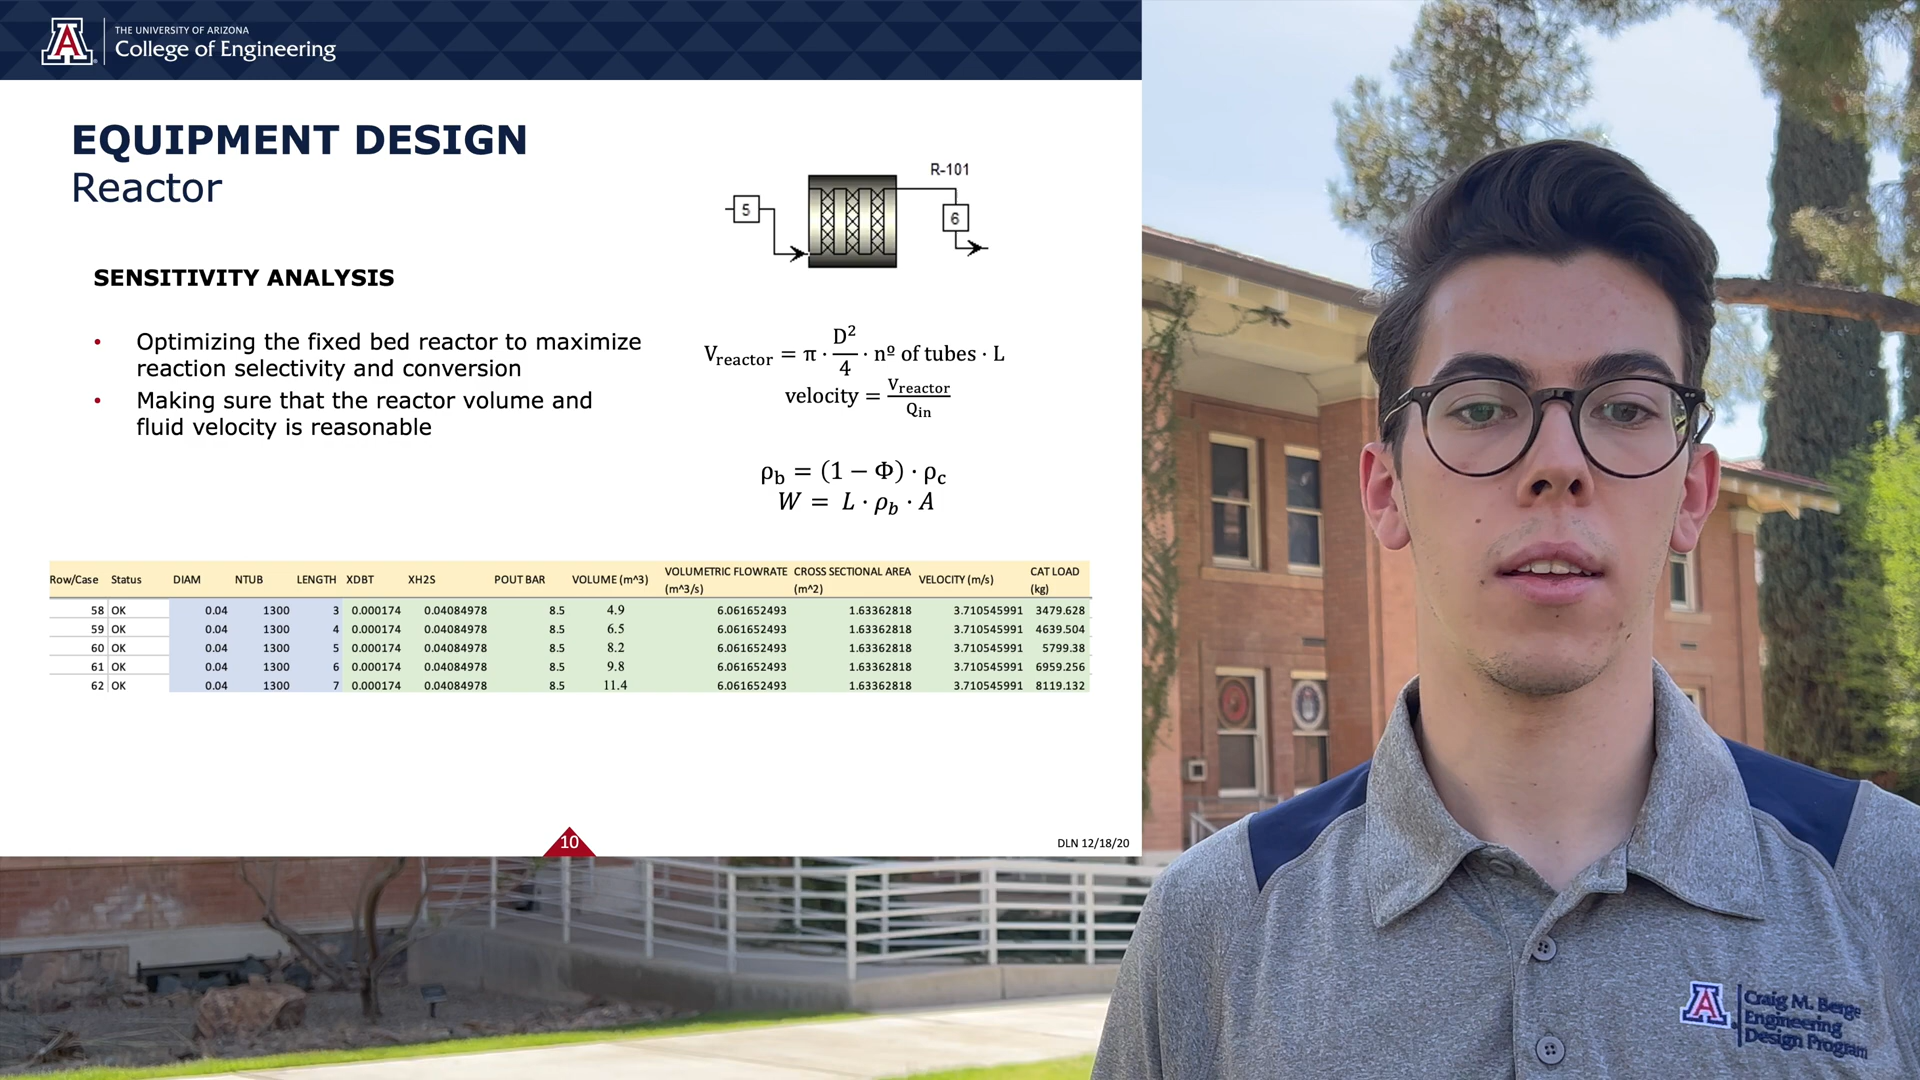 THE UNIVERSITY OF ARIZONA
College of Engineering
EQUIPMENT DESIGN
Reactor
R-101
5
6
SENSITIVITY ANALYSIS
• Optimizing the fixed bed reactor to maximize
reaction selectivity and conversion
• Making sure that the reactor volume and
fluid velocity is reasonable
V_reactor = π · D²/4 · nº of tubes · L
velocity = V_reactor/Q_in
ρ_b = (1 − Φ) · ρ_c
W = L · ρ_b · A
Row/Case Status DIAM NTUB LENGTH XDBT XH2S POUT BAR VOLUME (m^3) VOLUMETRIC FLOWRATE (m^3/s) CROSS SECTIONAL AREA (m^2) VELOCITY (m/s) CAT LOAD (kg)
58 OK 0.04 1300 3 0.000174 0.04084978 8.5 4.9 6.061652493 1.63362818 3.710545991 3479.628
59 OK 0.04 1300 4 0.000174 0.04084978 8.5 6.5 6.061652493 1.63362818 3.710545991 4639.504
60 OK 0.04 1300 5 0.000174 0.04084978 8.5 8.2 6.061652493 1.63362818 3.710545991 5799.38
61 OK 0.04 1300 6 0.000174 0.04084978 8.5 9.8 6.061652493 1.63362818 3.710545991 6959.256
62 OK 0.04 1300 7 0.000174 0.04084978 8.5 11.4 6.061652493 1.63362818 3.710545991 8119.132
10
DLN 12/18/20
A
Craig M. Berge
Engineering
Design Program